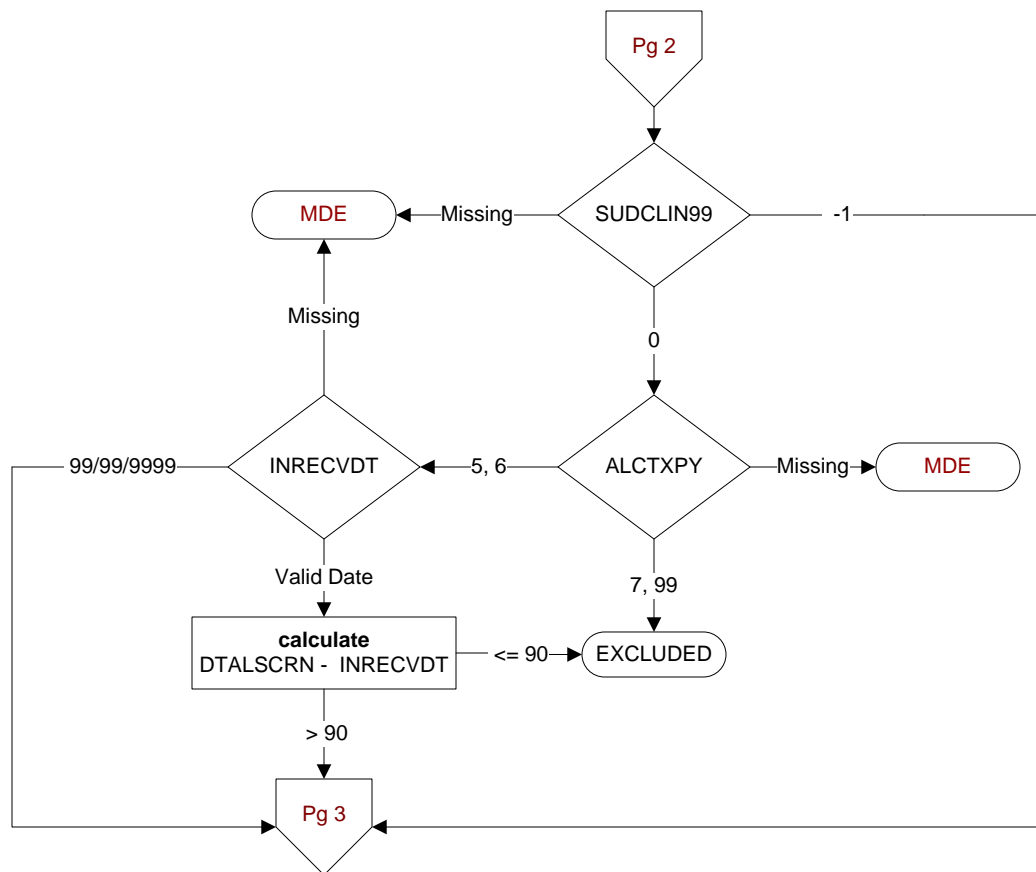 Pg 2
MDE
Missing
SUDCLIN99
-1
Missing
0
99/99/9999
INRECVDT
5, 6
ALCTXPY
Missing
MDE
Valid Date
7, 99
calculate
DTALSCRN - INRECVDT
<= 90
EXCLUDED
> 90
Pg 3